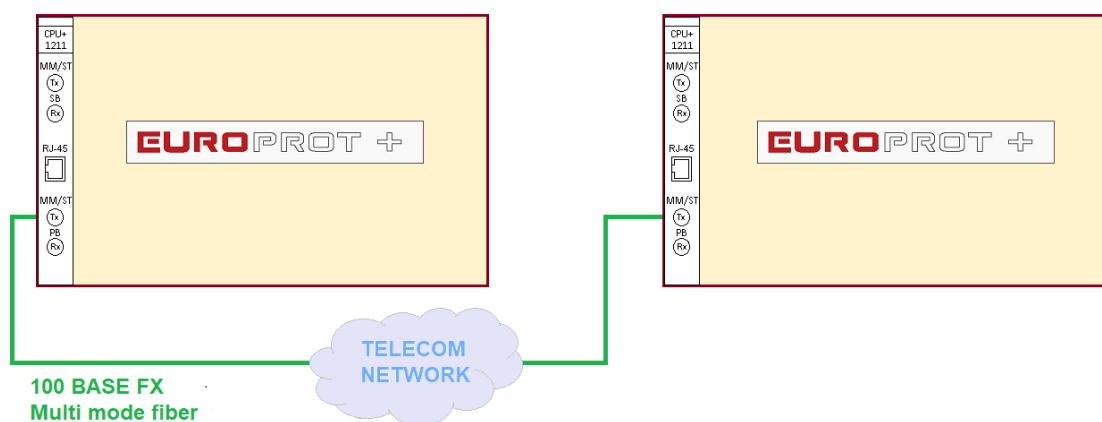 CPU+
1211
MM/ST
Tx
SB
Rx
RJ-45
MM/ST
Tx
PB
Rx
EUROPROT +
CPU+
1211
MM/ST
Tx
SB
Rx
RJ-45
MM/ST
Tx
PB
Rx
EUROPROT +
TELECOM
NETWORK
100 BASE FX
Multi mode fiber